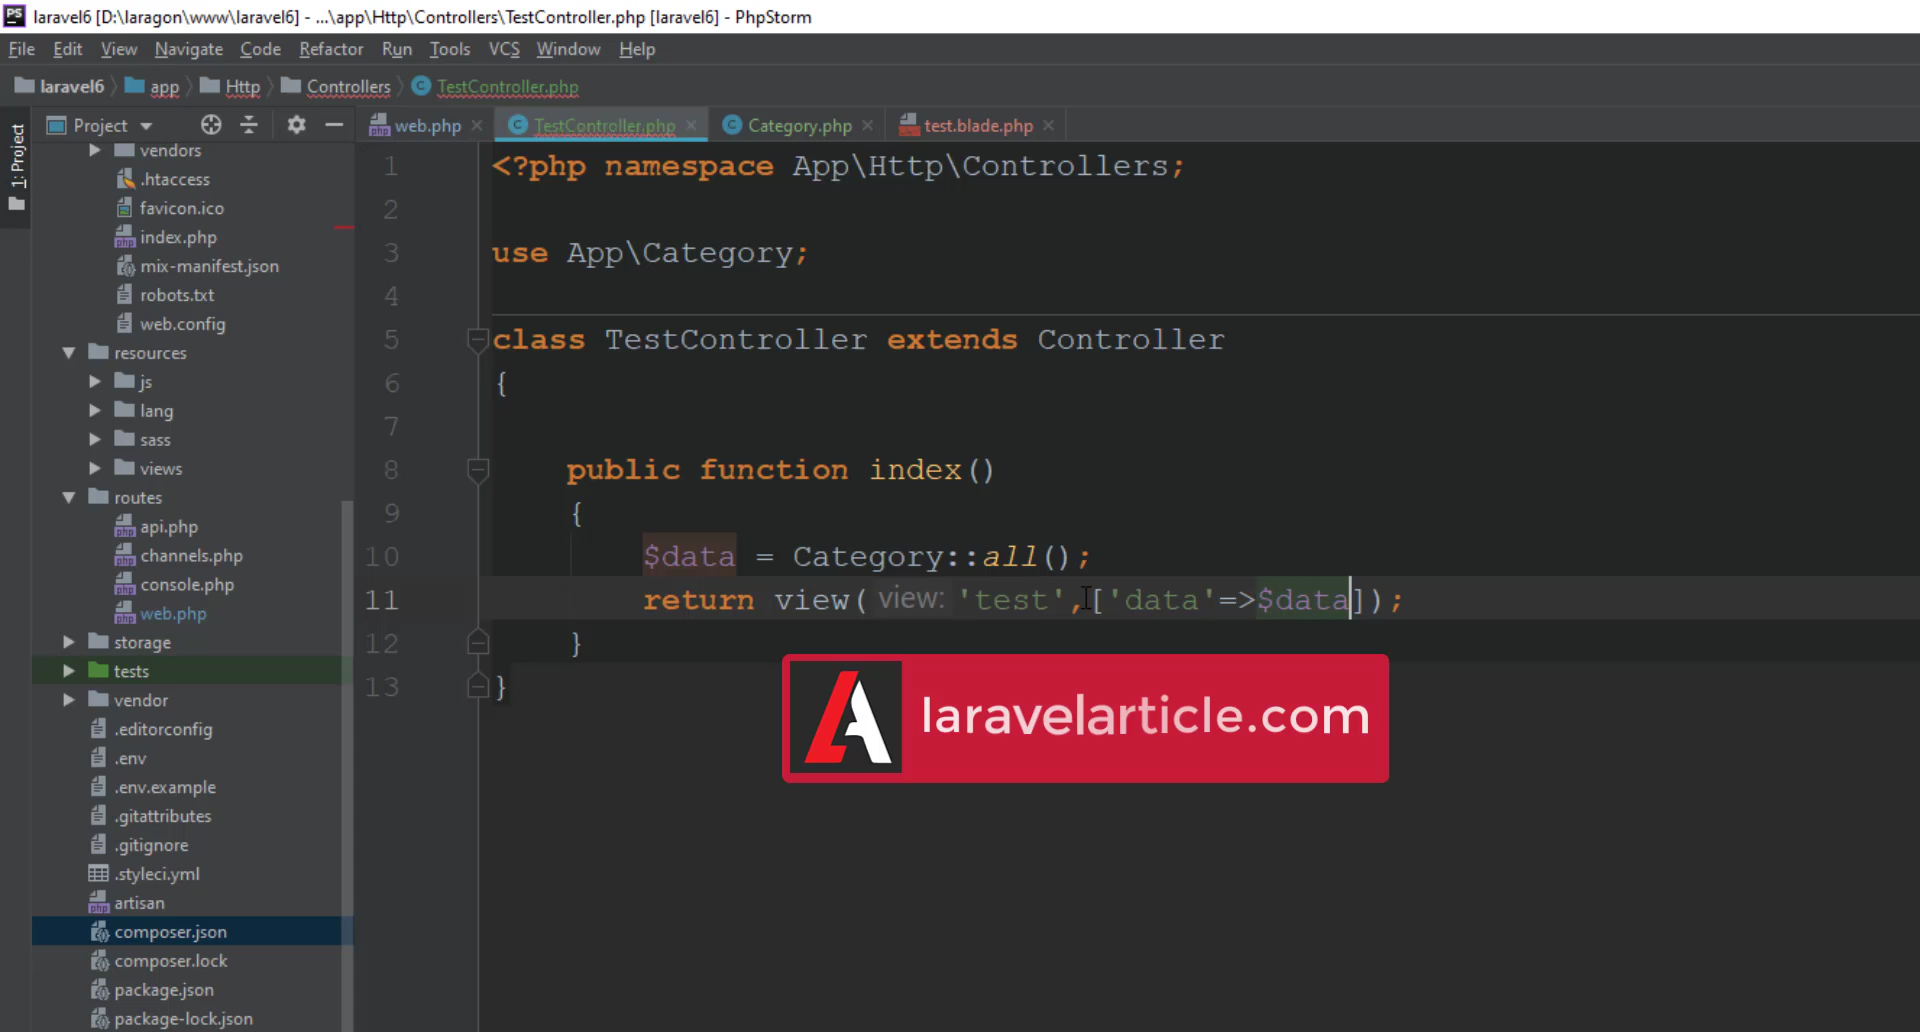 laravel6 [D:\laragon\www\laravel6] - ...\app\Http\Controllers\TestController.php [laravel6] - PhpStorm
File Edit View Navigate Code Refactor Run Tools VCS Window Help
laravel6 app Http Controllers TestController.php
1: Project
Project
web.php TestController.php Category.php test.blade.php
vendors
.htaccess
favicon.ico
index.php
mix-manifest.json
robots.txt
web.config
resources
js
lang
sass
views
routes
api.php
channels.php
console.php
web.php
storage
tests
vendor
.editorconfig
.env
.env.example
.gitattributes
.gitignore
.styleci.yml
artisan
composer.json
composer.lock
package.json
package-lock.json
1 <?php namespace App\Http\Controllers;
2
3 use App\Category;
4
5 class TestController extends Controller
6 {
7
8 public function index()
9 {
10 $data = Category::all();
11 return view( view: 'test',['data'=>$data]);
12 }
13 }
laravelarticle.com